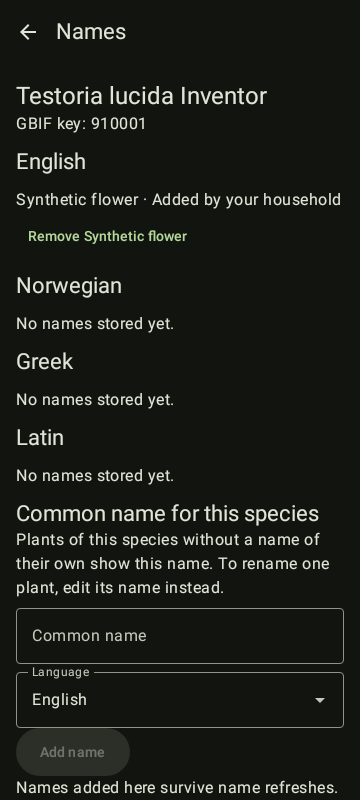 Names
Testoria lucida Inventor
GBIF key: 910001
English
Synthetic flower · Added by your household
Remove Synthetic flower
Norwegian
No names stored yet.
Greek
No names stored yet.
Latin
No names stored yet.
Common name for this species
Plants of this species without a name of
their own show this name. To rename one
plant, edit its name instead.
Common name
Language
English
Add name
Names added here survive name refreshes.